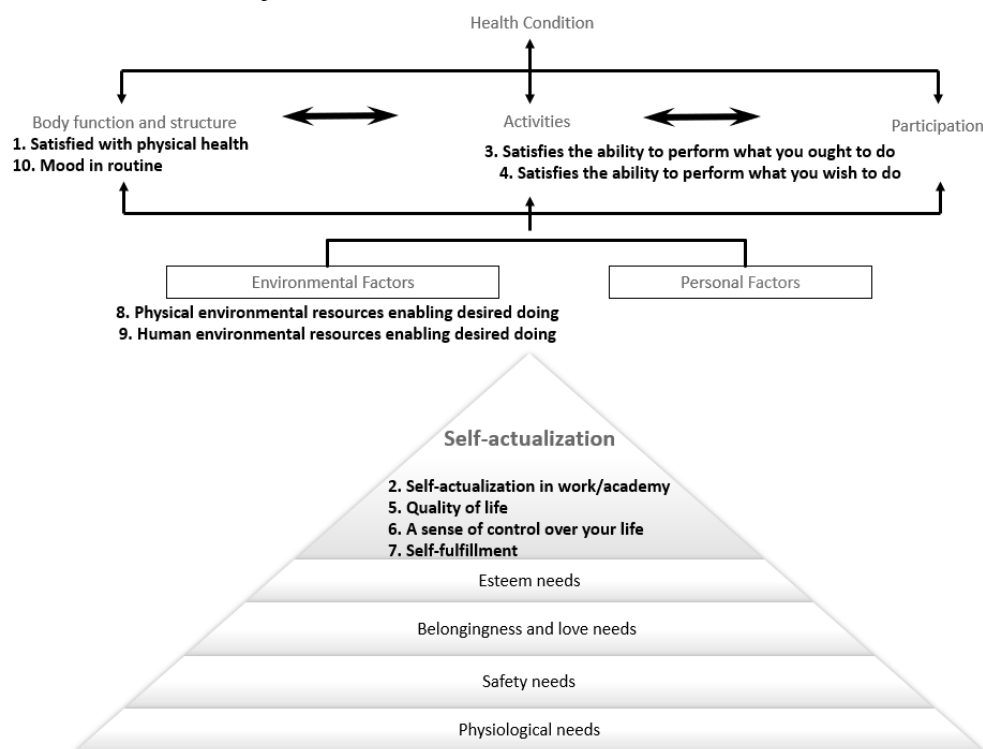 Health Condition
Body function and structure
1. Satisfied with physical health
10. Mood in routine
Activities
3. Satisfies the ability to perform what you ought to do
4. Satisfies the ability to perform what you wish to do
Participation
Environmental Factors
8. Physical environmental resources enabling desired doing
9. Human environmental resources enabling desired doing
Personal Factors
Self-actualization
2. Self-actualization in work/academy
5. Quality of life
6. A sense of control over your life
7. Self-fulfillment
Esteem needs
Belongingness and love needs
Safety needs
Physiological needs